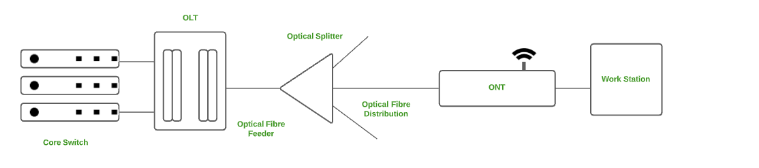 OLT
Optical Splitter
Work Station
ONT
Optical Fibre
Distribution
Optical Fibre
Feeder
Core Switch